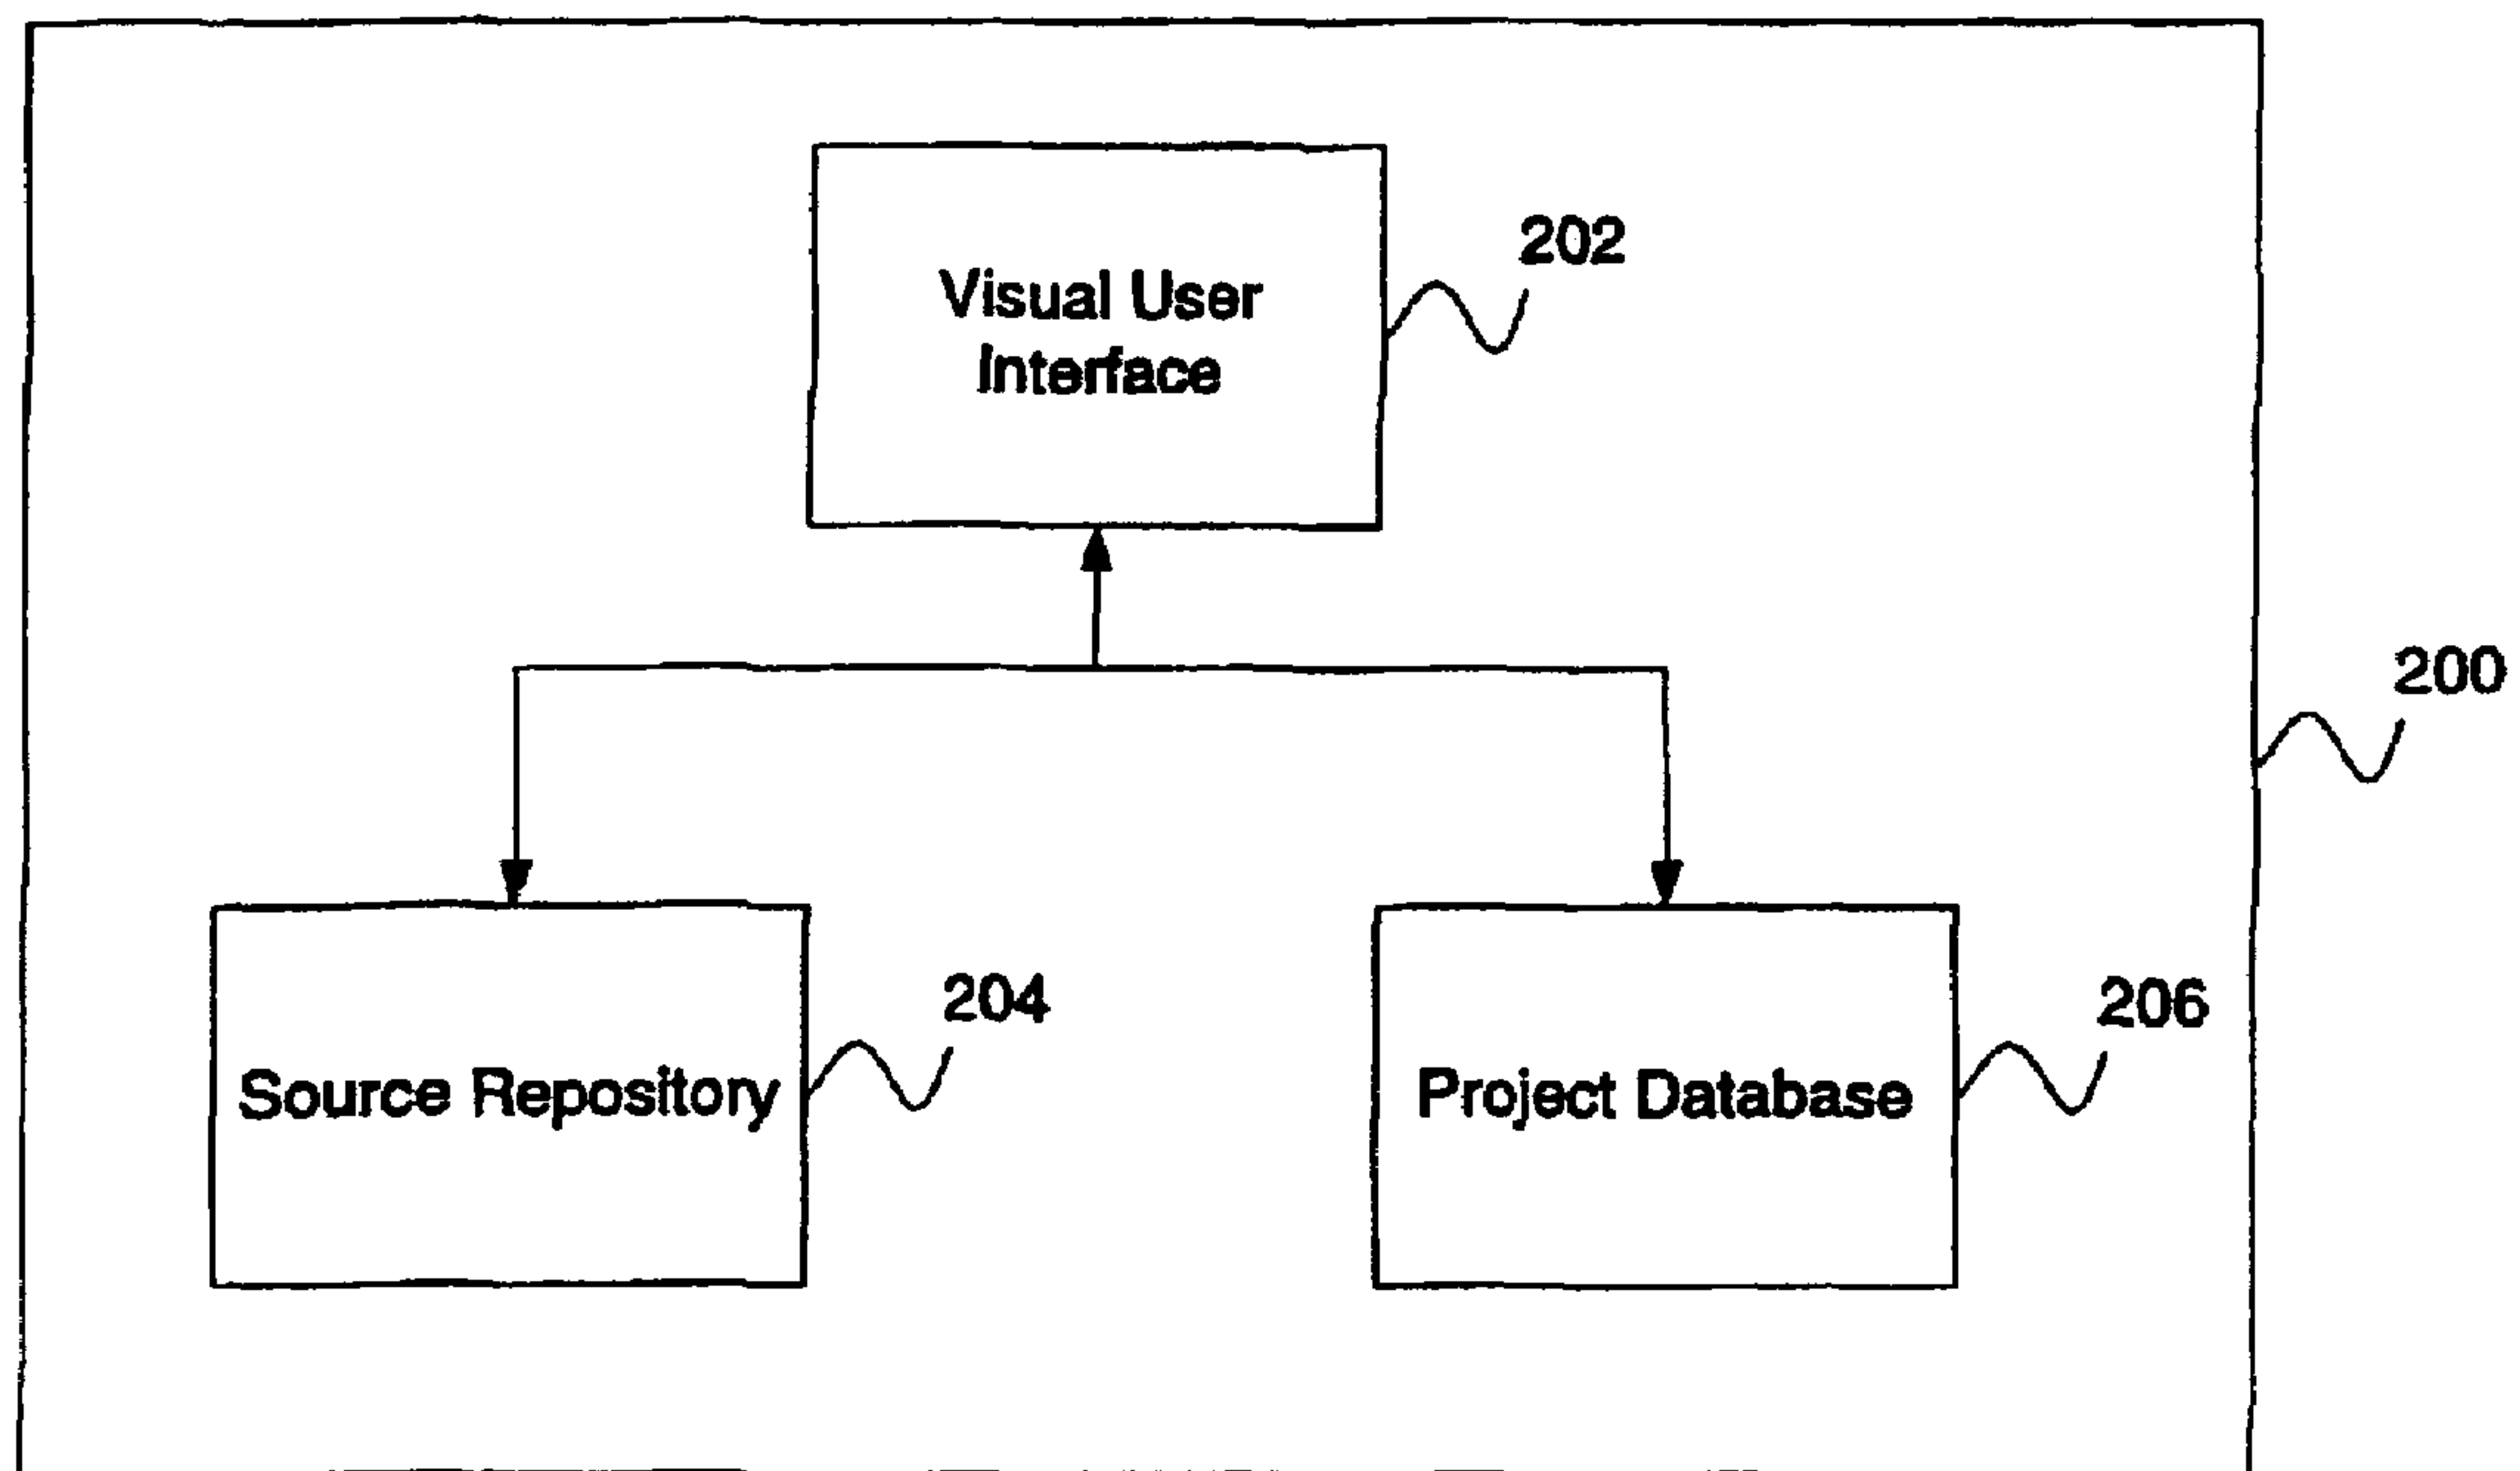 202
Visual User
Interface
200
204
206
Source Repository
Project Database